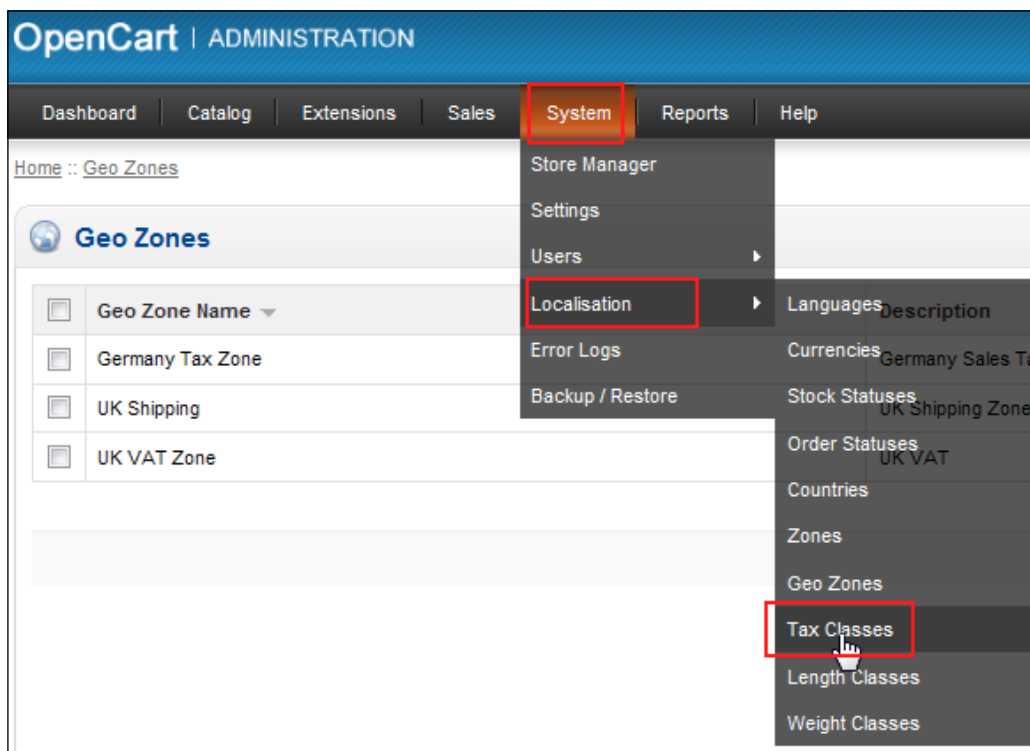 OpenCart | ADMINISTRATION
Dashboard Catalog Extensions Sales System Reports Help
Home :: Geo Zones
Store Manager
Geo Zones
Settings
Users
Geo Zone Name
Localisation
Languages
Description
Germany Tax Zone
Error Logs
Currencies
Germany Sales
UK Shipping
Backup / Restore
Stock Statuses
UK Shipping Zone
Order Statuses
UK VAT Zone
UK VAT
Countries
Zones
Geo Zones
Tax Classes
Length Classes
Weight Classes